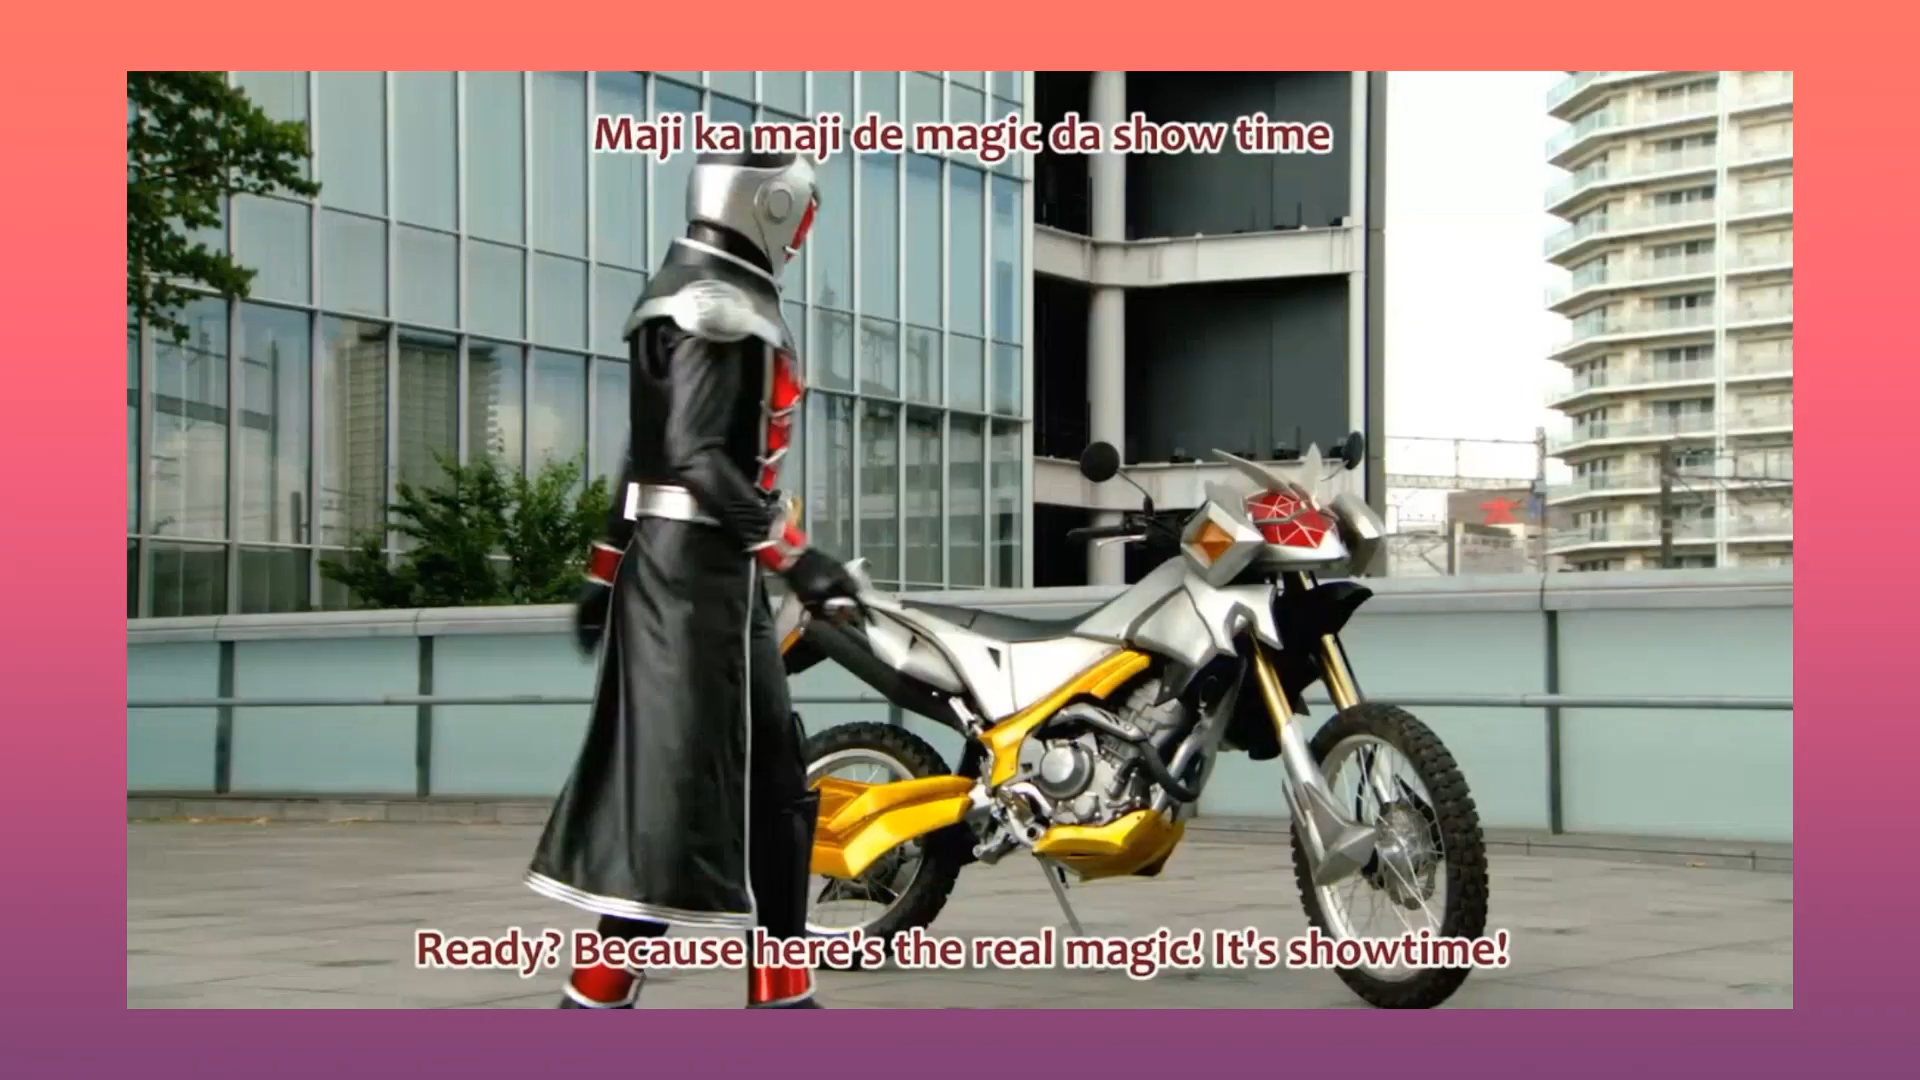 Maji ka maji de magic da show time
Ready? Because here's the real magic! It's showtime!